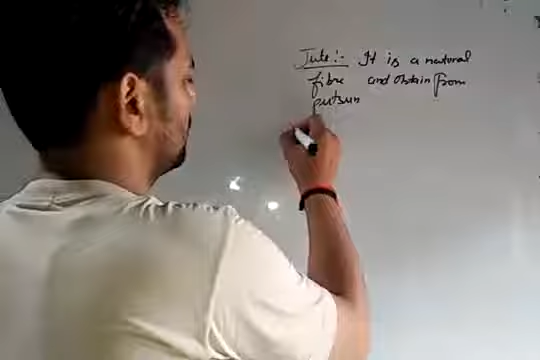 Jute:- It is a natural
fibre and obtain from
putsun